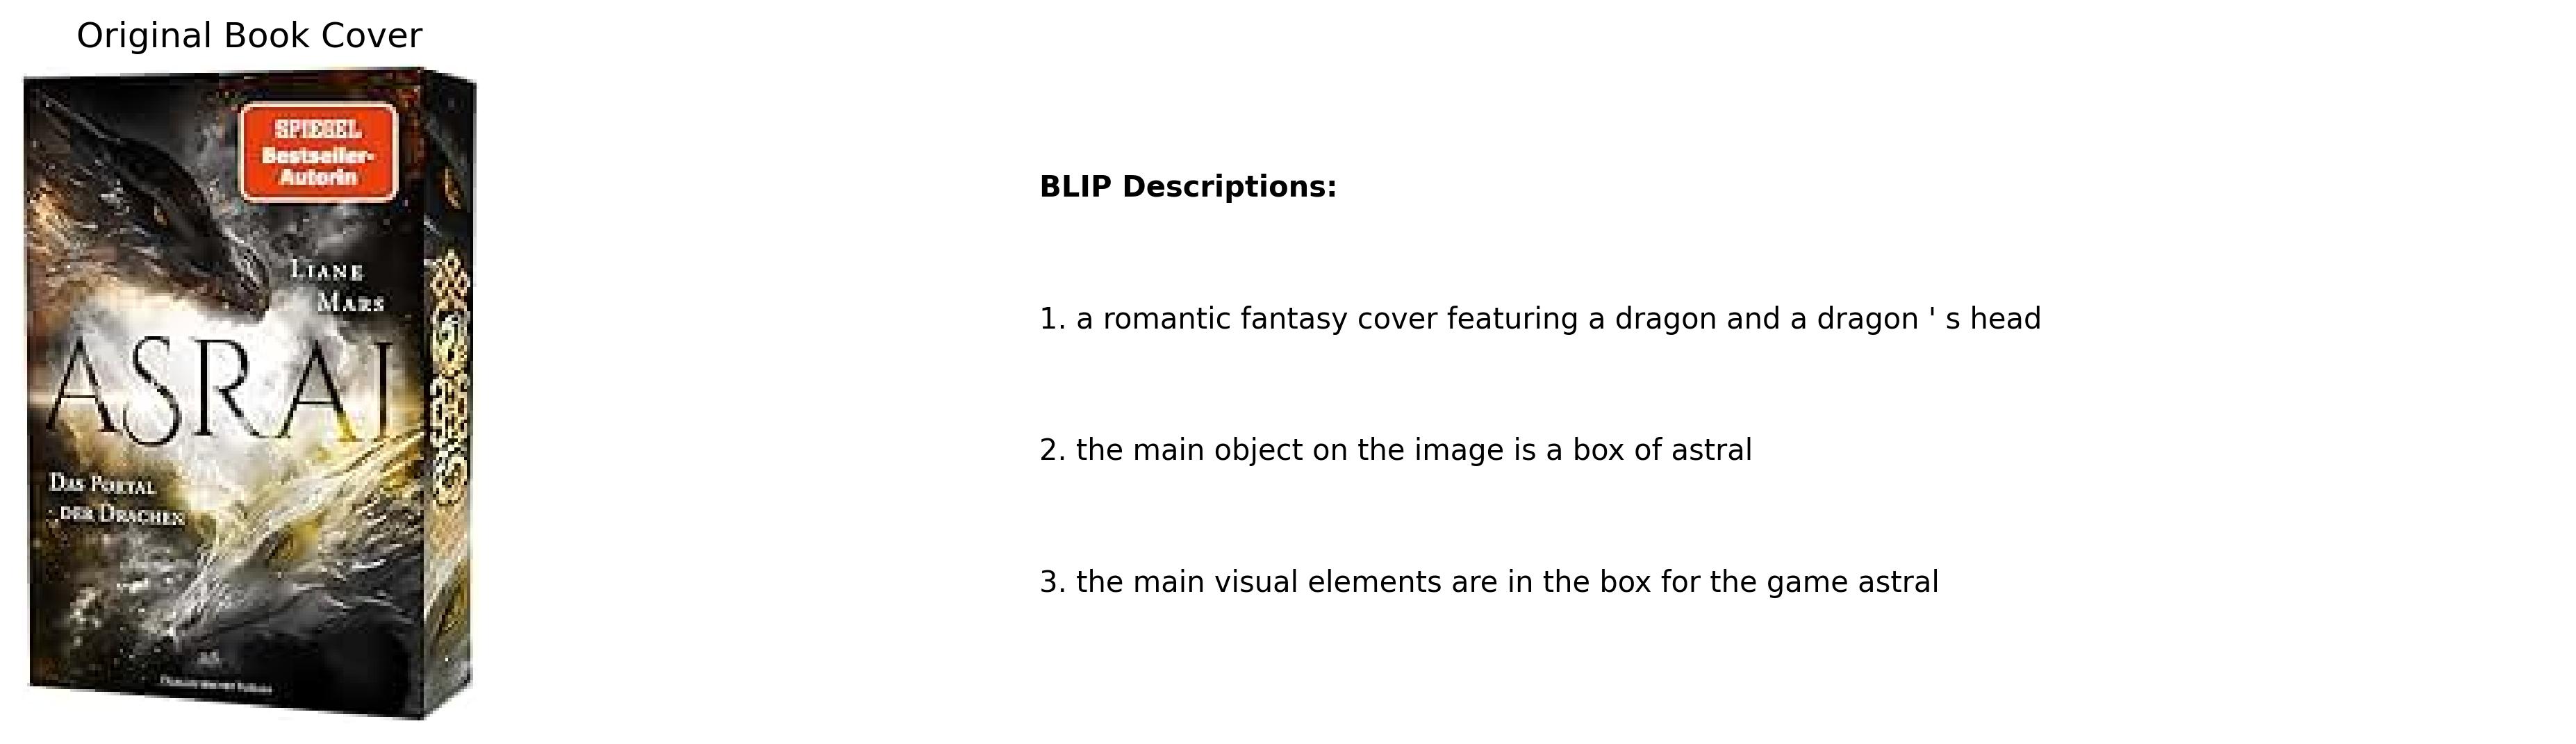 Original Book Cover
SPIEGEL
Bestseller-
Autorin
LIANE
MARS
ASRAI
DAS PORTAL
DER DRACHEN
BLIP Descriptions:
1. a romantic fantasy cover featuring a dragon and a dragon ' s head
2. the main object on the image is a box of astral
3. the main visual elements are in the box for the game astral